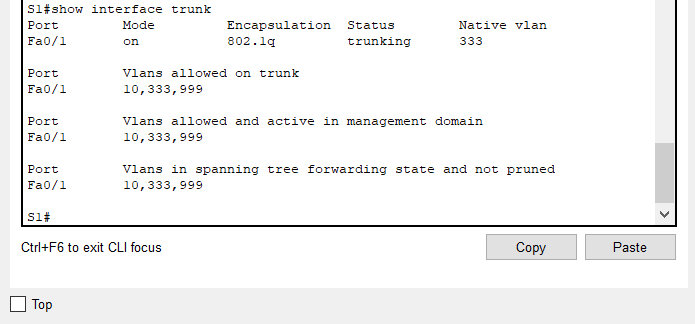 S1#show interface trunk
Port Mode Encapsulation Status Native vlan
Fa0/1 on 802.1q trunking 333
Port Vlans allowed on trunk
Fa0/1 10,333,999
Port Vlans allowed and active in management domain
Fa0/1 10,333,999
Port Vlans in spanning tree forwarding state and not pruned
Fa0/1 10,333,999
S1#
Ctrl+F6 to exit CLI focus Copy Paste
Top